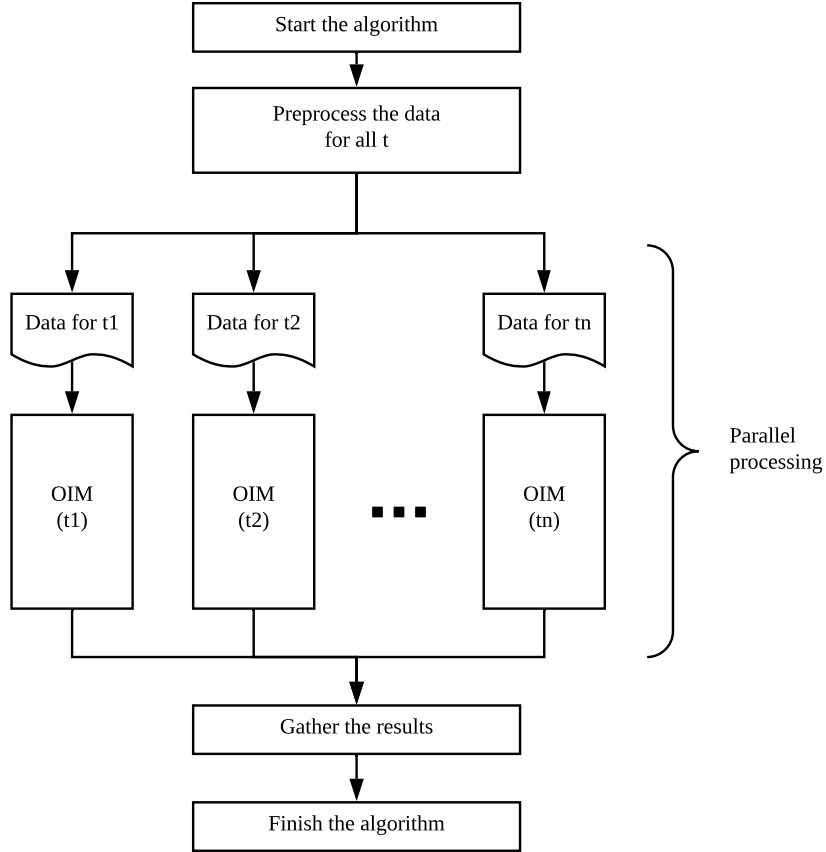 Start the algorithm
Preprocess the data
for all t
Data for t1
Data for t2
Data for tn
OIM
(t1)
OIM
(t2)
OIM
(tn)
Parallel
processing
Gather the results
Finish the algorithm